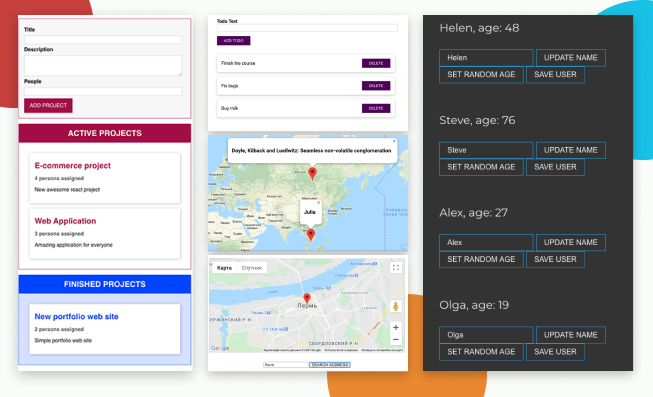 Title
Description
People
ADD PROJECT
ACTIVE PROJECTS
E-commerce project
4 persons assigned
New awesome react project
Web Application
3 persons assigned
Amazing application for everyone
FINISHED PROJECTS
New portfolio web site
2 persons assigned
Simple portfolio web site
Todo Text
ADD TODO
Finish the course
DELETE
Fix bugs
DELETE
Buy milk
DELETE
Doyle, Kilback and Lueilwitz: Seamless non-volatile conglomeration
Julia
Карта Спутник
Пермь
СВЕРДЛОВСКИЙ Р-Н
Google
Perm
SEARCH ADDRESS
Helen, age: 48
Helen
UPDATE NAME
SET RANDOM AGE
SAVE USER
Steve, age: 76
Steve
UPDATE NAME
SET RANDOM AGE
SAVE USER
Alex, age: 27
Alex
UPDATE NAME
SET RANDOM AGE
SAVE USER
Olga, age: 19
Olga
UPDATE NAME
SET RANDOM AGE
SAVE USER